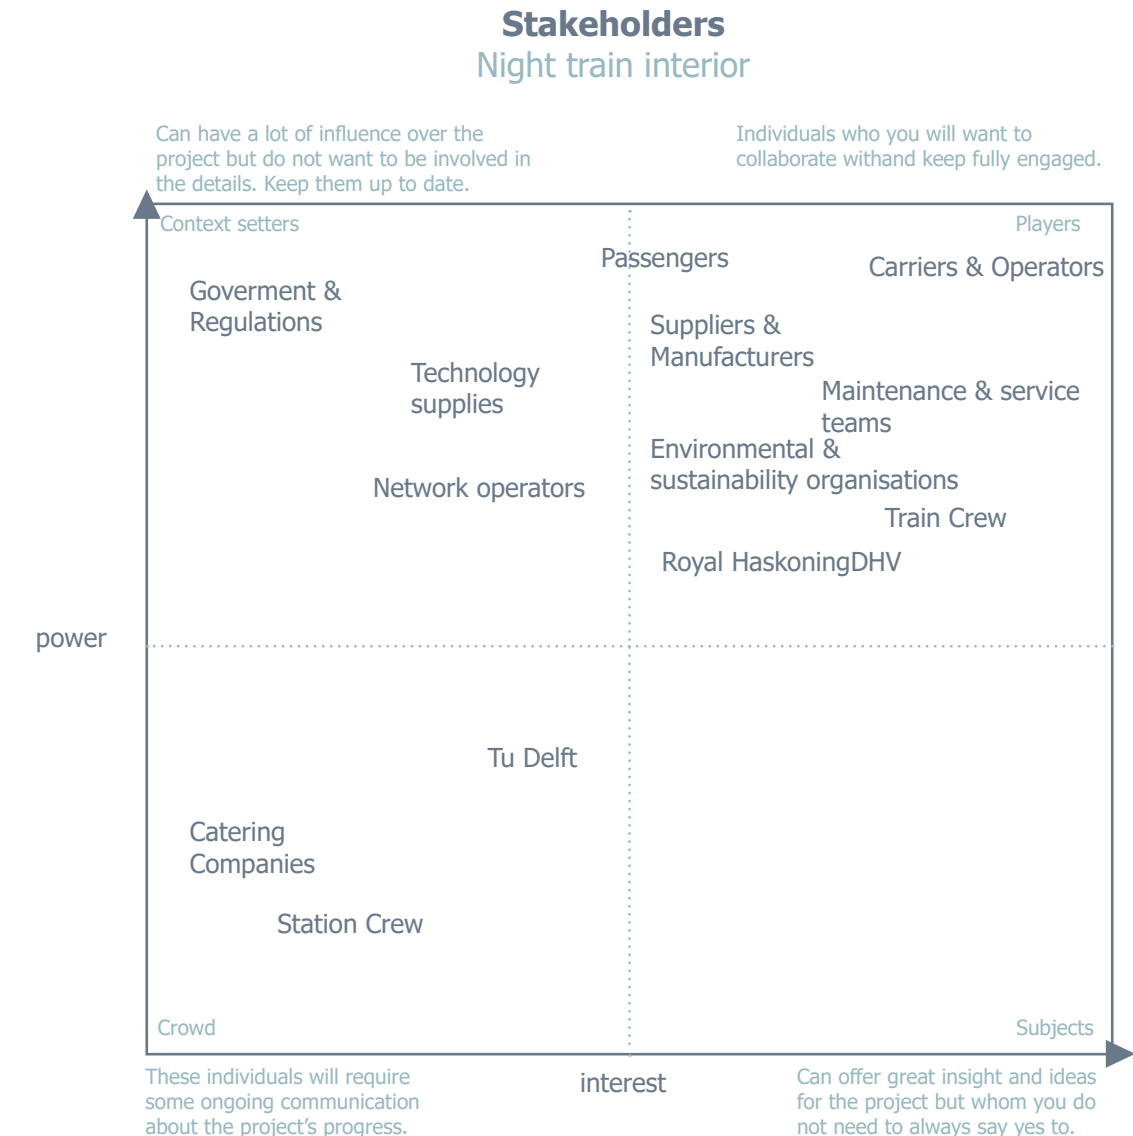 Stakeholders
Night train interior
Can have a lot of influence over the
project but do not want to be involved in
the details. Keep them up to date.
Individuals who you will want to
collaborate withand keep fully engaged.
Context setters
Players
Passengers
Carriers & Operators
Goverment &
Regulations
Suppliers &
Manufacturers
Technology
supplies
Maintenance & service
teams
Environmental &
sustainability organisations
Network operators
Train Crew
Royal HaskoningDHV
power
Tu Delft
Catering
Companies
Station Crew
Crowd
Subjects
These individuals will require
some ongoing communication
about the project’s progress.
interest
Can offer great insight and ideas
for the project but whom you do
not need to always say yes to.